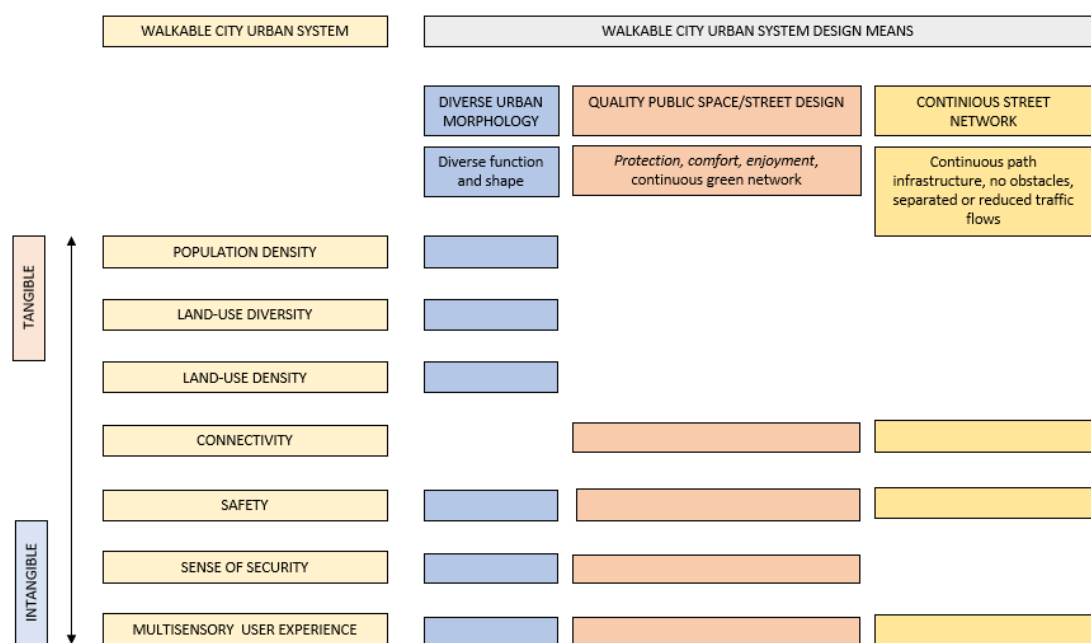 WALKABLE CITY URBAN SYSTEM
WALKABLE CITY URBAN SYSTEM DESIGN MEANS
DIVERSE URBAN
MORPHOLOGY
QUALITY PUBLIC SPACE/STREET DESIGN
CONTINIOUS STREET
NETWORK
Diverse function
and shape
Protection, comfort, enjoyment,
continuous green network
Continuous path
infrastructure, no obstacles,
separated or reduced traffic
flows
TANGIBLE
POPULATION DENSITY
LAND-USE DIVERSITY
LAND-USE DENSITY
CONNECTIVITY
SAFETY
INTANGIBLE
SENSE OF SECURITY
MULTISENSORY  USER EXPERIENCE